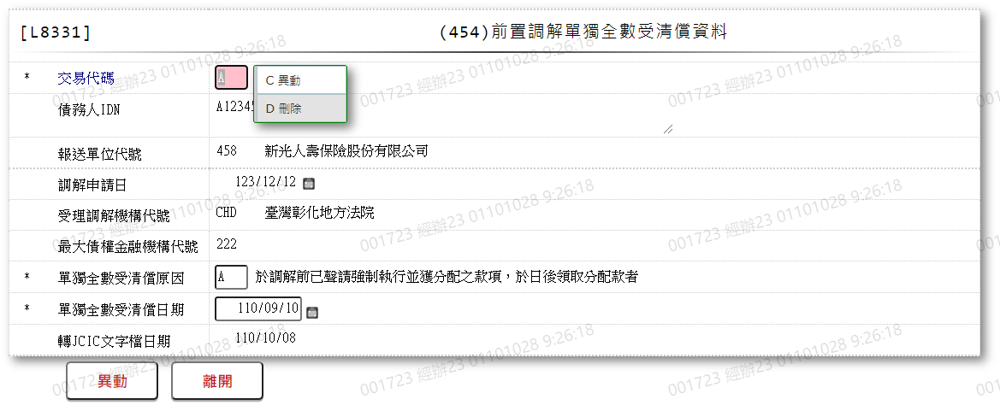 [L8331] (454)前置調解單獨全數受清償資料
* 交易代碼 A
C 異動
D 刪除
債務人IDN A1234
報送單位代號 458 新光人壽保險股份有限公司
調解申請日 123/12/12
受理調解機構代號 CHD 臺灣彰化地方法院
最大債權金融機構代號 222
* 單獨全數受清償原因 A 於調解前已聲請強制執行並獲分配之款項，於日後領取分配款者
* 單獨全數受清償日期 110/09/10
轉JCIC文字檔日期 110/10/08
異動 離開
001723 經辦23 01101028 9:26:18